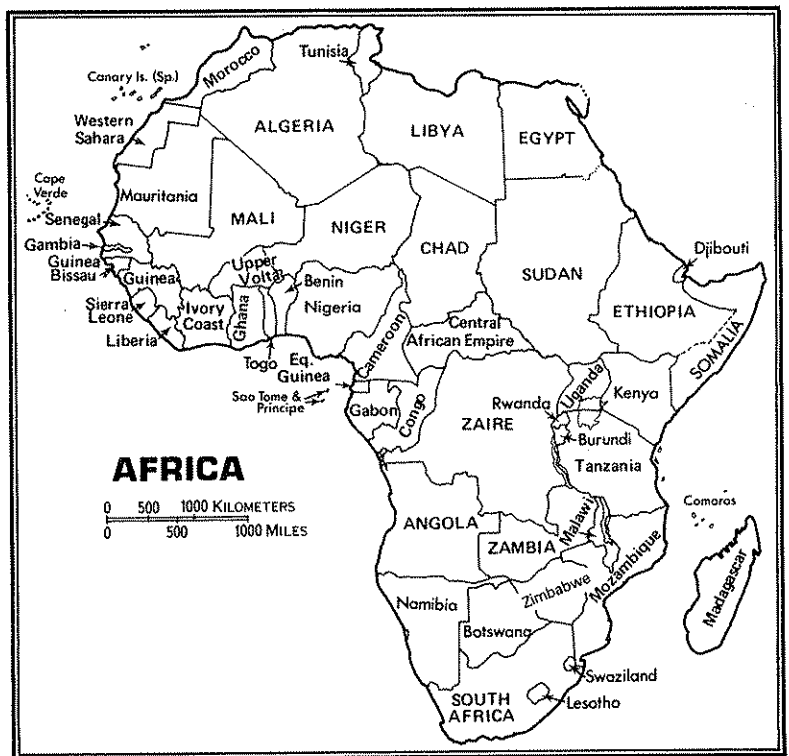 Morocco
Tunisia
Canary Is. (Sp.)
Western
Sahara
ALGERIA
LIBYA
EGYPT
Cape
Verde
Mauritania
MALI
NIGER
CHAD
SUDAN
Senegal
Gambia
Guinea
Bissau
Guinea
Upper
Volta
Benin
Nigeria
Djibouti
ETHIOPIA
SOMALIA
Sierra
Leone
Ivory
Coast
Ghana
Liberia
Togo
Cameroon
Central
African Empire
Eq.
Guinea
Sao Tome &
Principe
Gabon
Congo
ZAIRE
Uganda
Kenya
Rwanda
Burundi
Tanzania
AFRICA
0 500 1000 KILOMETERS
0 500 1000 MILES
ANGOLA
ZAMBIA
Malawi
Mozambique
Comoros
Madagascar
Namibia
Zimbabwe
Botswana
Swaziland
Lesotho
SOUTH
AFRICA